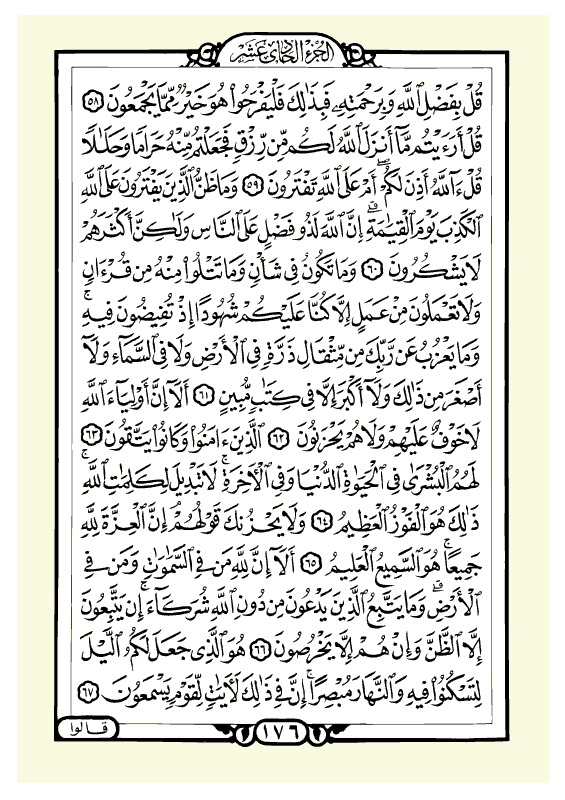 الجزء الحادي عشر
قُلْ بِفَضْلِ ٱللَّهِ وَبِرَحْمَتِهِۦ فَبِذَٰلِكَ فَلْيَفْرَحُوا۟ هُوَ خَيْرٌ مِّمَّا يَجْمَعُونَ ٥٨
قُلْ أَرَءَيْتُم مَّآ أَنزَلَ ٱللَّهُ لَكُم مِّن رِّزْقٍ فَجَعَلْتُم مِّنْهُ حَرَامًا وَحَلَٰلًا
قُلْ ءَآللَّهُ أَذِنَ لَكُمْ ۖ أَمْ عَلَى ٱللَّهِ تَفْتَرُونَ ٥٩ وَمَا ظَنُّ ٱلَّذِينَ يَفْتَرُونَ عَلَى ٱللَّهِ
ٱلْكَذِبَ يَوْمَ ٱلْقِيَٰمَةِ ۗ إِنَّ ٱللَّهَ لَذُو فَضْلٍ عَلَى ٱلنَّاسِ وَلَٰكِنَّ أَكْثَرَهُمْ
لَا يَشْكُرُونَ ٦٠ وَمَا تَكُونُ فِى شَأْنٍ وَمَا تَتْلُوا۟ مِنْهُ مِن قُرْءَانٍ
وَلَا تَعْمَلُونَ مِنْ عَمَلٍ إِلَّا كُنَّا عَلَيْكُمْ شُهُودًا إِذْ تُفِيضُونَ فِيهِ ۚ
وَمَا يَعْزُبُ عَن رَّبِّكَ مِن مِّثْقَالِ ذَرَّةٍ فِى ٱلْأَرْضِ وَلَا فِى ٱلسَّمَآءِ وَلَآ
أَصْغَرَ مِن ذَٰلِكَ وَلَآ أَكْبَرَ إِلَّا فِى كِتَٰبٍ مُّبِينٍ ٦١ أَلَآ إِنَّ أَوْلِيَآءَ ٱللَّهِ
لَا خَوْفٌ عَلَيْهِمْ وَلَا هُمْ يَحْزَنُونَ ٦٢ ٱلَّذِينَ ءَامَنُوا۟ وَكَانُوا۟ يَتَّقُونَ ٦٣
لَهُمُ ٱلْبُشْرَىٰ فِى ٱلْحَيَوٰةِ ٱلدُّنْيَا وَفِى ٱلْءَاخِرَةِ ۚ لَا تَبْدِيلَ لِكَلِمَٰتِ ٱللَّهِ ۚ
ذَٰلِكَ هُوَ ٱلْفَوْزُ ٱلْعَظِيمُ ٦٤ وَلَا يَحْزُنكَ قَوْلُهُمْ ۘ إِنَّ ٱلْعِزَّةَ لِلَّهِ
جَمِيعًا ۚ هُوَ ٱلسَّمِيعُ ٱلْعَلِيمُ ٦٥ أَلَآ إِنَّ لِلَّهِ مَن فِى ٱلسَّمَٰوَٰتِ وَمَن فِى
ٱلْأَرْضِ ۗ وَمَا يَتَّبِعُ ٱلَّذِينَ يَدْعُونَ مِن دُونِ ٱللَّهِ شُرَكَآءَ ۚ إِن يَتَّبِعُونَ
إِلَّا ٱلظَّنَّ وَإِنْ هُمْ إِلَّا يَخْرُصُونَ ٦٦ هُوَ ٱلَّذِى جَعَلَ لَكُمُ ٱلَّيْلَ
لِتَسْكُنُوا۟ فِيهِ وَٱلنَّهَارَ مُبْصِرًا ۚ إِنَّ فِى ذَٰلِكَ لَءَايَٰتٍ لِّقَوْمٍ يَسْمَعُونَ ٦٧
١٧٦
قالوا